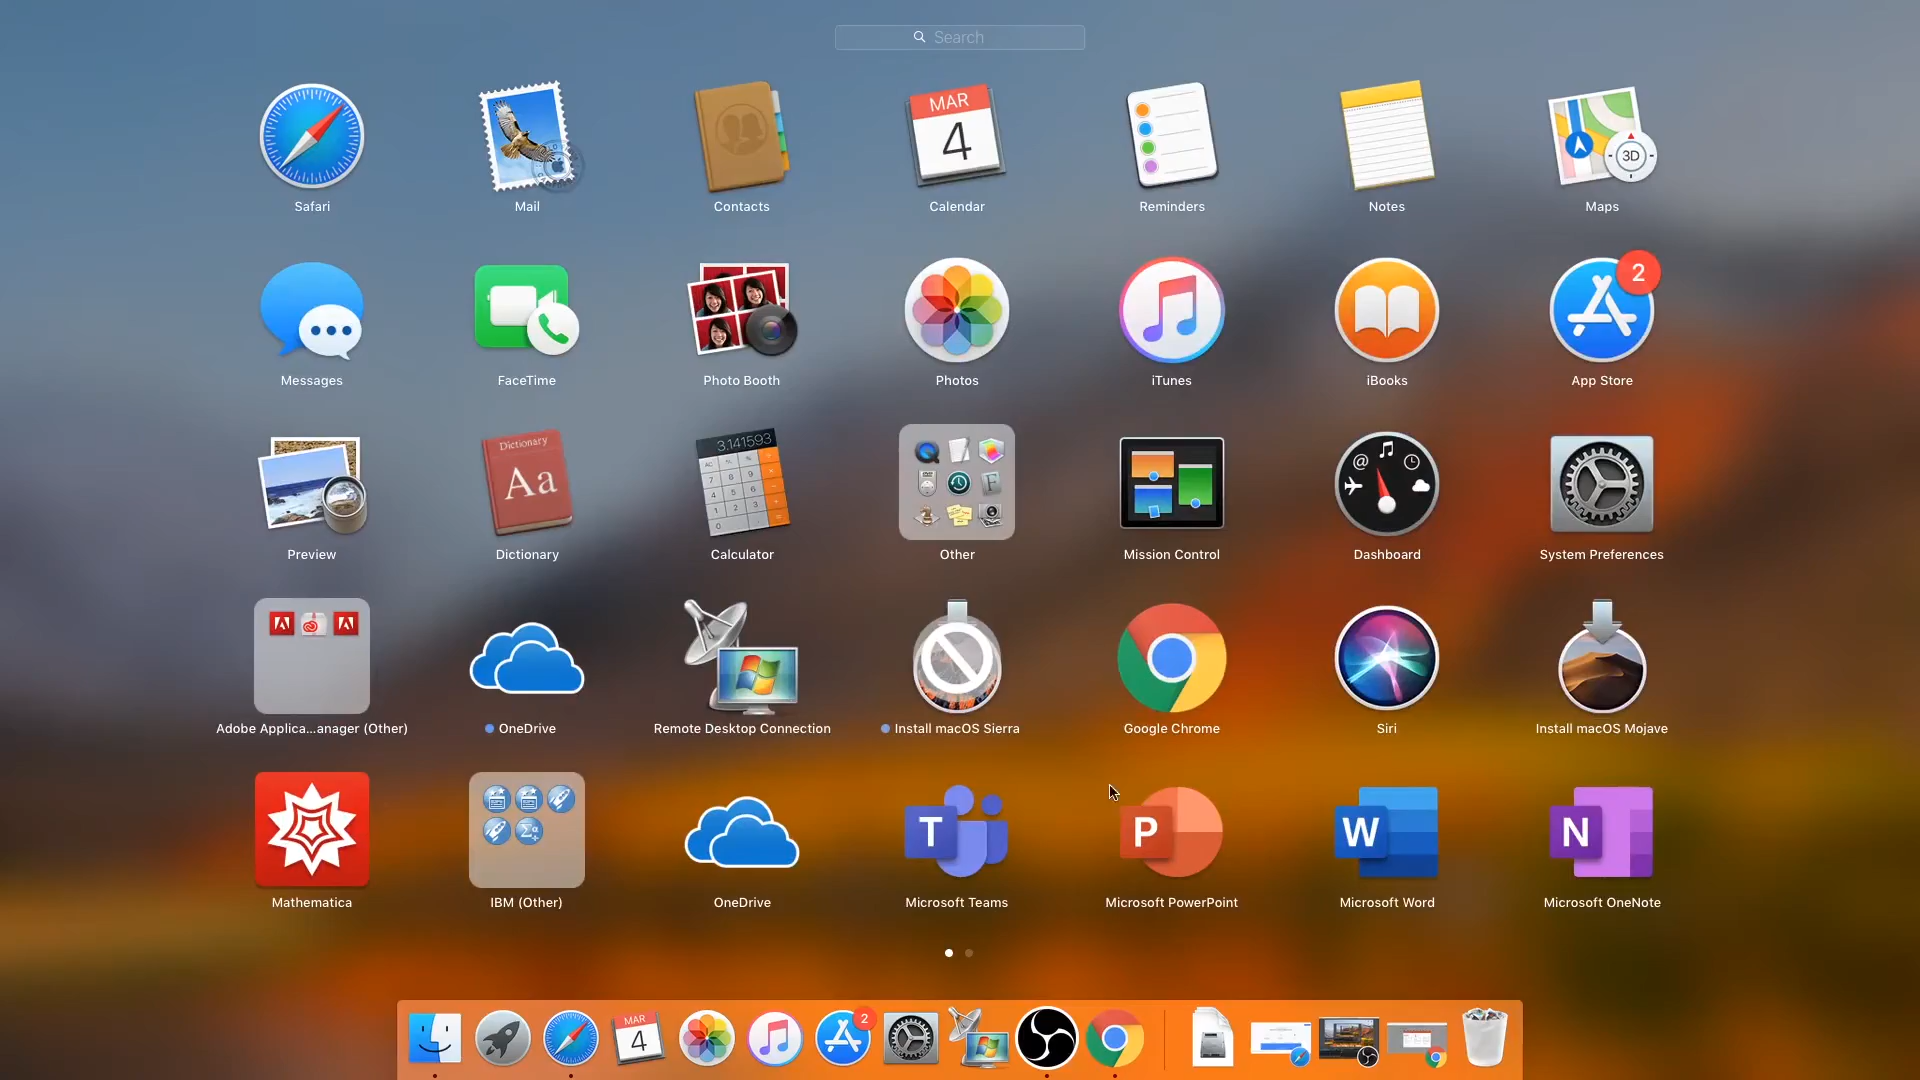 Search
MAR
4
3D
Safari
Mail
Contacts
Calendar
Reminders
Notes
Maps
2
Messages
FaceTime
Photo Booth
Photos
iTunes
iBooks
App Store
Dictionary
Aa
3.141593
Preview
Dictionary
Calculator
Other
Mission Control
Dashboard
System Preferences
Adobe Applica...anager (Other)
OneDrive
Remote Desktop Connection
Install macOS Sierra
Google Chrome
Siri
Install macOS Mojave
T
P
W
N
Mathematica
IBM (Other)
OneDrive
Microsoft Teams
Microsoft PowerPoint
Microsoft Word
Microsoft OneNote
MAR
4
2